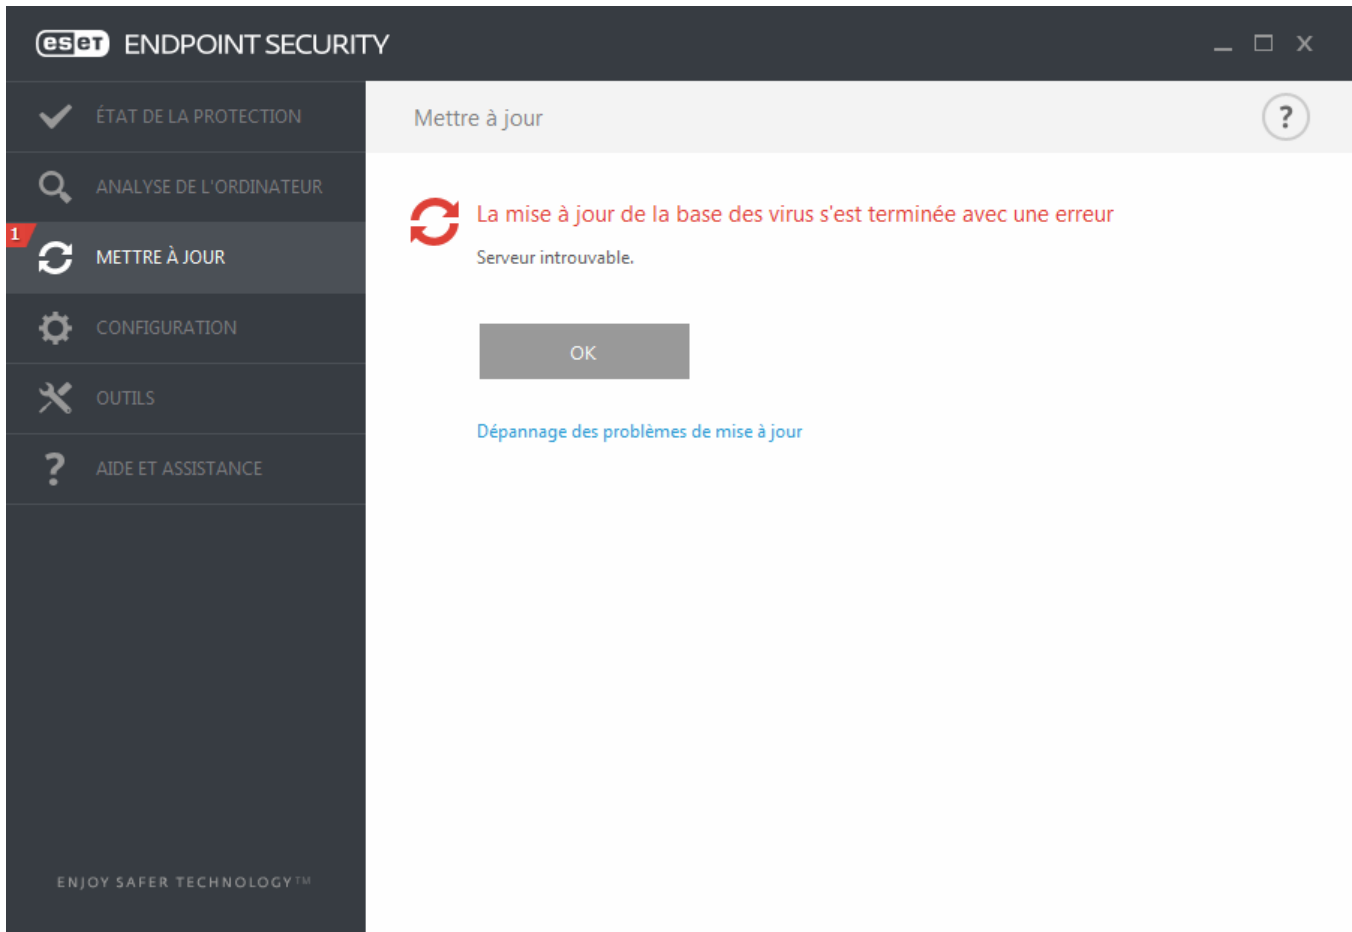 eset ENDPOINT SECURITY
ÉTAT DE LA PROTECTION
ANALYSE DE L'ORDINATEUR
1
METTRE À JOUR
CONFIGURATION
OUTILS
? AIDE ET ASSISTANCE
ENJOY SAFER TECHNOLOGY™
Mettre à jour ?
La mise à jour de la base des virus s'est terminée avec une erreur
Serveur introuvable.
OK
Dépannage des problèmes de mise à jour